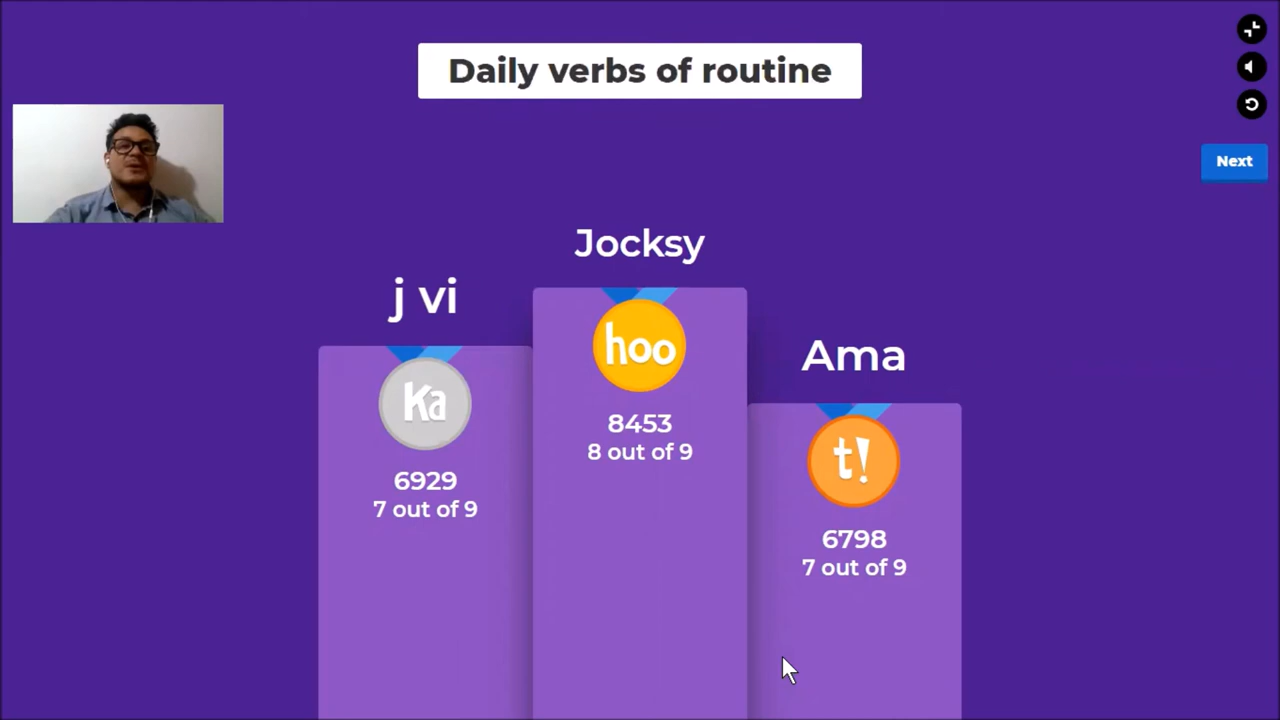 Daily verbs of routine
Next
Jocksy
j vi
Ama
hoo
Ka
t!
8453
8 out of 9
6929
7 out of 9
6798
7 out of 9